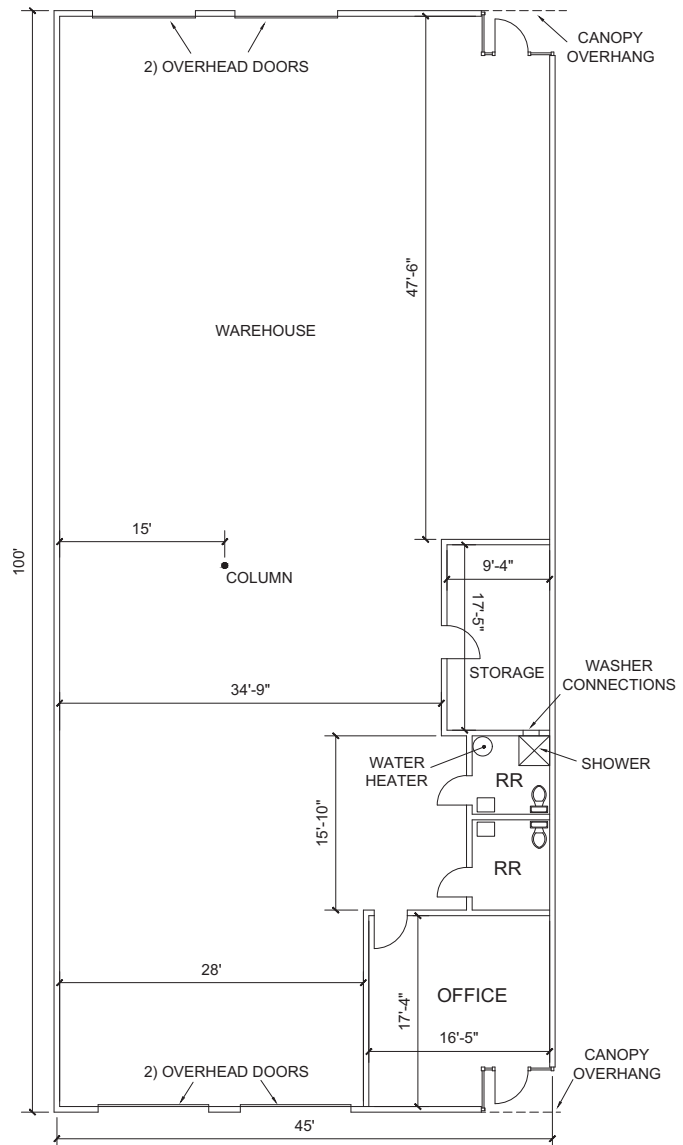 CANOPY
OVERHANG
2) OVERHEAD DOORS
47'-6"
WAREHOUSE
100'
15'
COLUMN
9'-4"
17'-5"
STORAGE
WASHER
CONNECTIONS
34'-9"
WATER
HEATER
RR
SHOWER
15'-10"
RR
28'
17'-4"
OFFICE
16'-5"
2) OVERHEAD DOORS
CANOPY
OVERHANG
45'